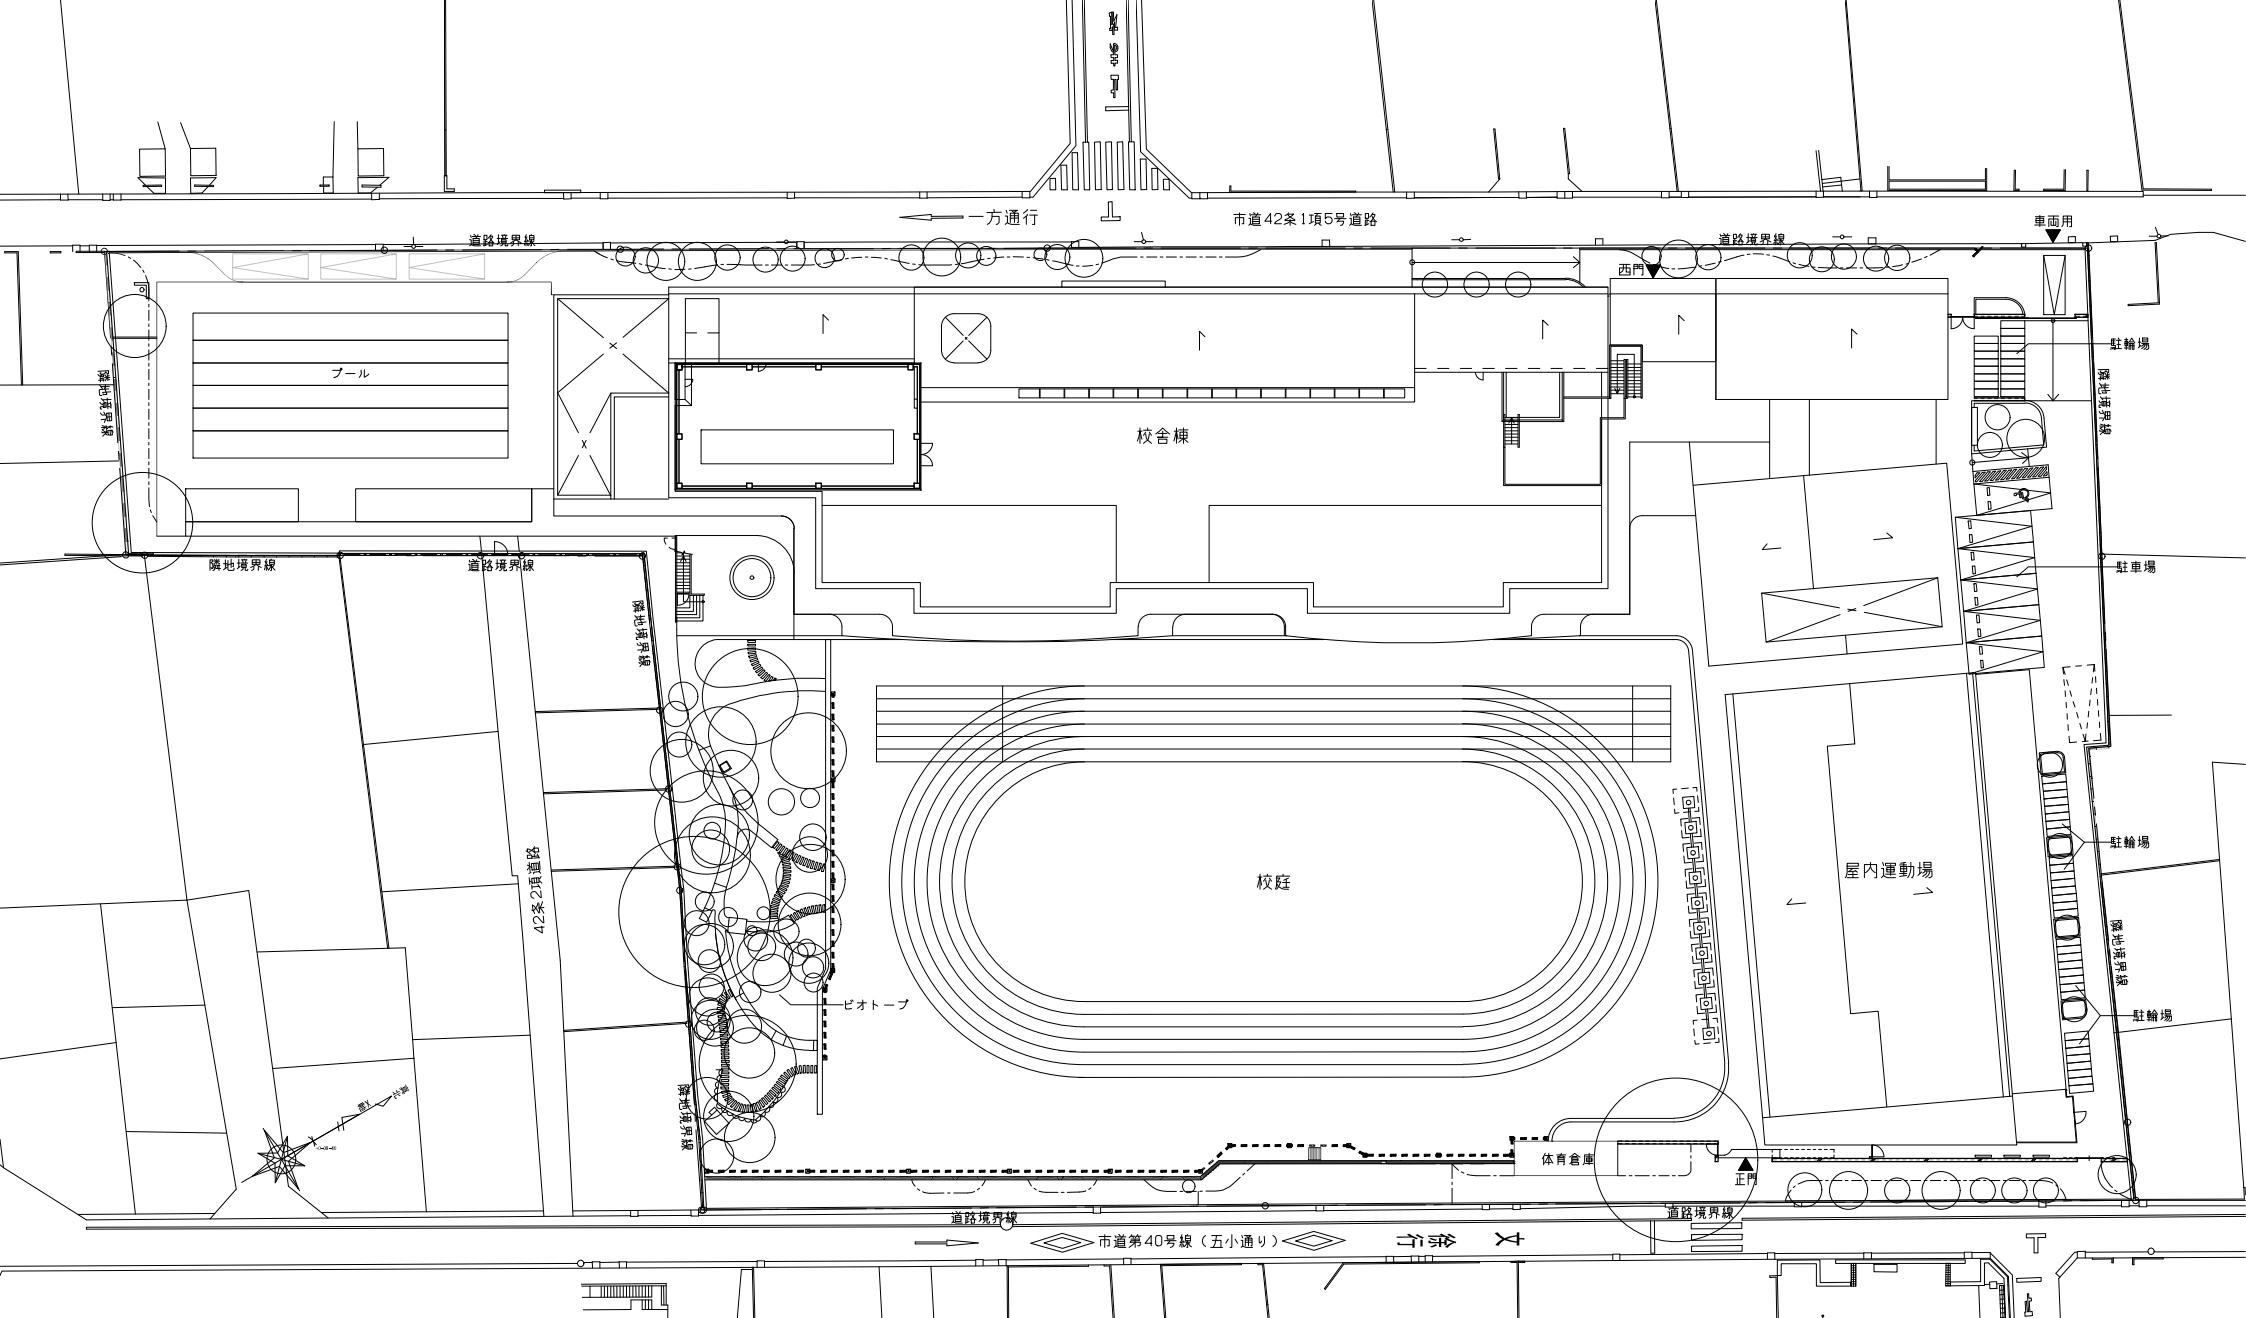 止まれ
一方通行
市道42条1項5号道路
車両用
道路境界線
道路境界線
西門
駐輪場
プール
隣地境界線
隣地境界線
校舎棟
隣地境界線
道路境界線
駐車場
隣地境界線
42条2項道路
校庭
屋内運動場
駐輪場
隣地境界線
ビオトープ
駐輪場
真北
隣地境界線
体育倉庫
正門
道路境界線
道路境界線
市道第40号線（五小通り）
徐行
文